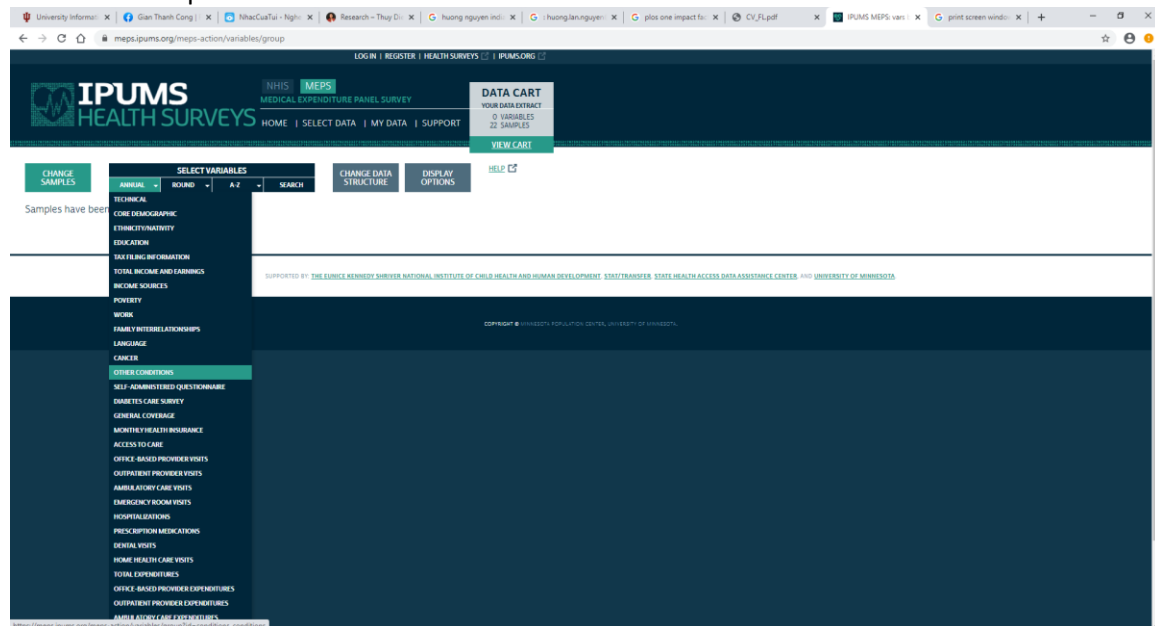 University Informati
Gian Thanh Cong (
NhacCuaTui - Nghe
Research – Thuy Di
huong nguyen indi
huong.lan.nguyen
plos one impact fa
CV_FL.pdf
IPUMS MEPS: vars
print screen window
meps.ipums.org/meps-action/variables/group
LOG IN | REGISTER | HEALTH SURVEYS | IPUMS.ORG
IPUMS
HEALTH SURVEYS
NHIS MEPS
MEDICAL EXPENDITURE PANEL SURVEY
HOME | SELECT DATA | MY DATA | SUPPORT
DATA CART
YOUR DATA EXTRACT
0 VARIABLES
22 SAMPLES
VIEW CART
CHANGE
SAMPLES
SELECT VARIABLES
ANNUAL ROUND A-Z SEARCH
CHANGE DATA
STRUCTURE
DISPLAY
OPTIONS
HELP
Samples have been
TECHNICAL
CORE DEMOGRAPHIC
ETHNICITY/NATIVITY
EDUCATION
TAX FILING INFORMATION
TOTAL INCOME AND EARNINGS
INCOME SOURCES
POVERTY
WORK
FAMILY INTERRELATIONSHIPS
LANGUAGE
CANCER
OTHER CONDITIONS
SELF-ADMINISTERED QUESTIONNAIRE
DIABETES CARE SURVEY
GENERAL COVERAGE
MONTHLY HEALTH INSURANCE
ACCESS TO CARE
OFFICE-BASED PROVIDER VISITS
OUTPATIENT PROVIDER VISITS
AMBULATORY CARE VISITS
EMERGENCY ROOM VISITS
HOSPITALIZATIONS
PRESCRIPTION MEDICATIONS
DENTAL VISITS
HOME HEALTH CARE VISITS
TOTAL EXPENDITURES
OFFICE-BASED PROVIDER EXPENDITURES
OUTPATIENT PROVIDER EXPENDITURES
AMBULATORY CARE EXPENDITURES
SUPPORTED BY: THE EUNICE KENNEDY SHRIVER NATIONAL INSTITUTE OF CHILD HEALTH AND HUMAN DEVELOPMENT, STAT/TRANSFER, STATE HEALTH ACCESS DATA ASSISTANCE CENTER, AND UNIVERSITY OF MINNESOTA
COPYRIGHT © MINNESOTA POPULATION CENTER, UNIVERSITY OF MINNESOTA.